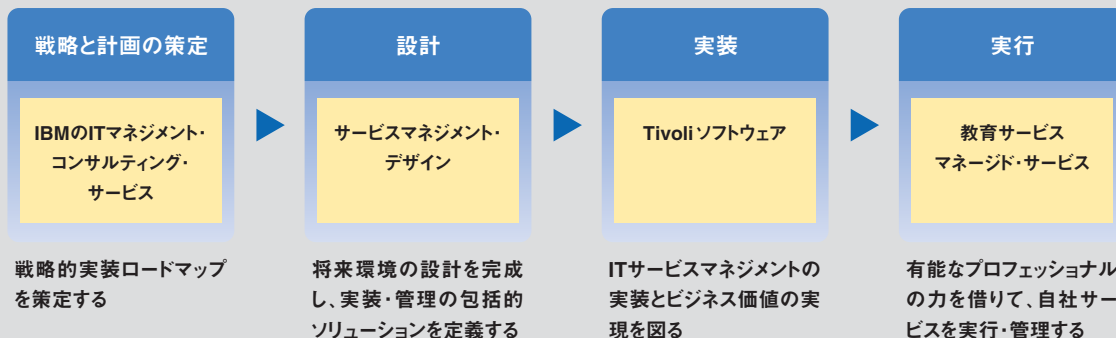 戦略と計画の策定
IBMのITマネジメント・
コンサルティング・
サービス
戦略的実装ロードマップ
を策定する
設計
サービスマネジメント・
デザイン
将来環境の設計を完成
し、実装・管理の包括的
ソリューションを定義する
実装
Tivoli ソフトウェア
ITサービスマネジメントの
実装とビジネス価値の実
現を図る
実行
教育サービス
マネージド・サービス
有能なプロフェッショナル
の力を借りて、自社サー
ビスを実行・管理する